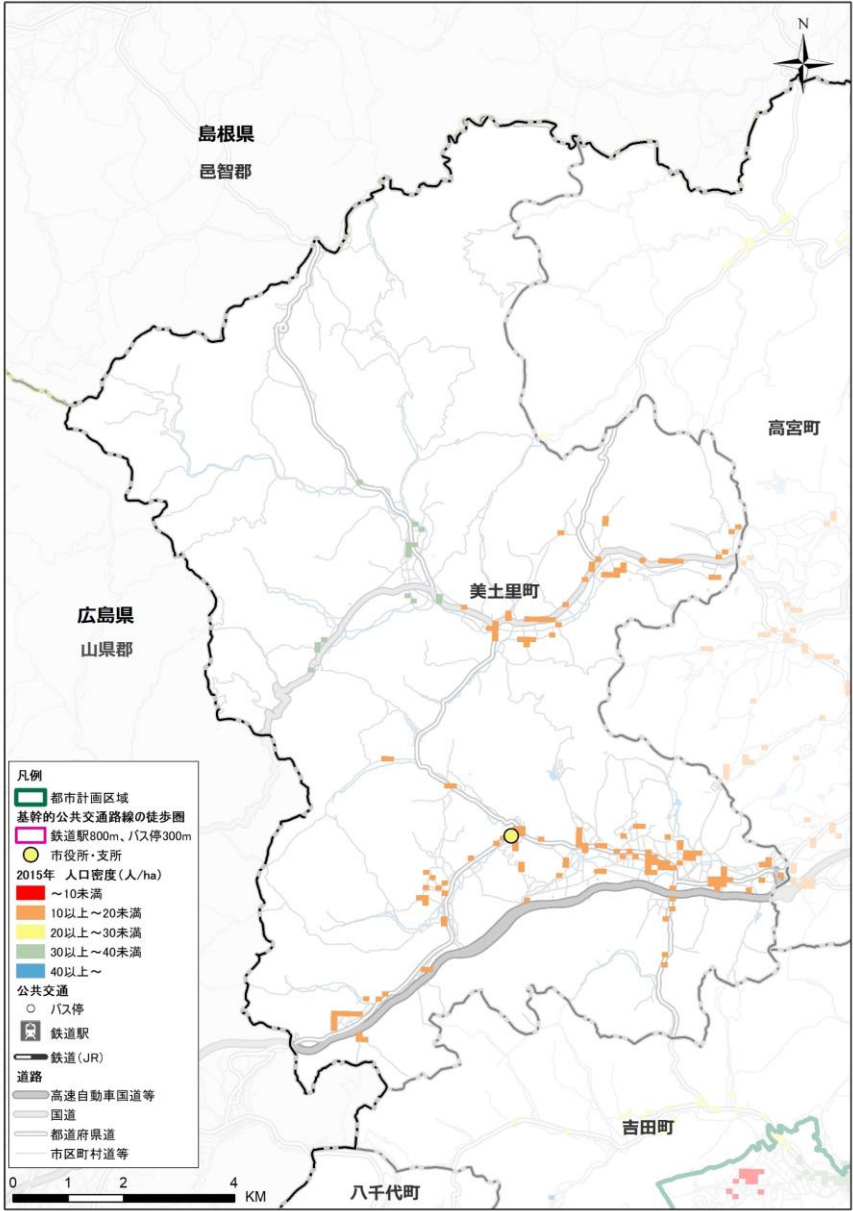 N
島根県
邑智郡
高宮町
美土里町
広島県
山県郡
吉田町
八千代町
凡例
都市計画区域
基幹的公共交通路線の徒歩圏
鉄道駅800m、バス停300m
市役所・支所
2015年 人口密度(人/ha)
～10未満
10以上～20未満
20以上～30未満
30以上～40未満
40以上～
公共交通
バス停
鉄道駅
鉄道(JR)
道路
高速自動車国道等
国道
都道府県道
市区町村道等
0 1 2 4
KM